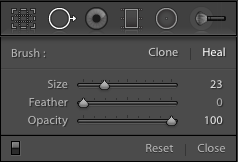 Brush : Clone Heal
Size 23
Feather 0
Opacity 100
Reset Close